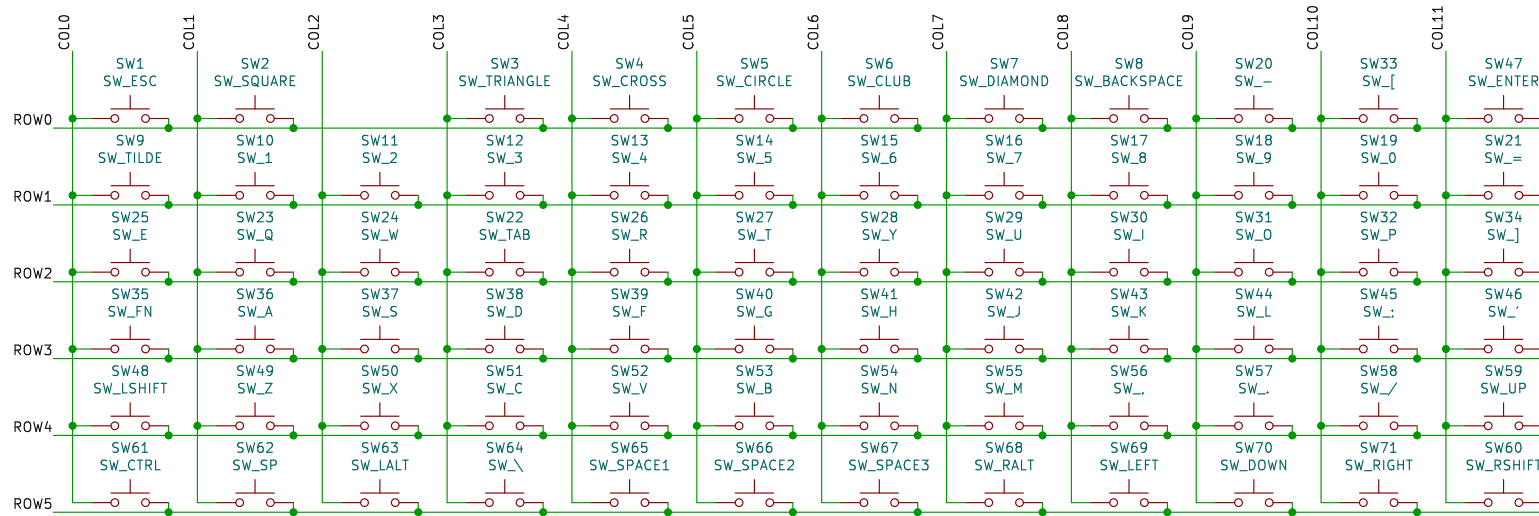 COL0 COL1 COL2 COL3 COL4 COL5 COL6 COL7 COL8 COL9 COL10 COL11
SW1 SW2 SW3 SW4 SW5 SW6 SW7 SW8 SW20 SW33 SW47
SW_ESC SW_SQUARE SW_TRIANGLE SW_CROSS SW_CIRCLE SW_CLUB SW_DIAMOND SW_BACKSPACE SW_- SW_[ SW_ENTER
ROW0
SW9 SW10 SW11 SW12 SW13 SW14 SW15 SW16 SW17 SW18 SW19 SW21
SW_TILDE SW_1 SW_2 SW_3 SW_4 SW_5 SW_6 SW_7 SW_8 SW_9 SW_0 SW_=
ROW1
SW25 SW23 SW24 SW22 SW26 SW27 SW28 SW29 SW30 SW31 SW32 SW34
SW_E SW_Q SW_W SW_TAB SW_R SW_T SW_Y SW_U SW_I SW_O SW_P SW_]
ROW2
SW35 SW36 SW37 SW38 SW39 SW40 SW41 SW42 SW43 SW44 SW45 SW46
SW_FN SW_A SW_S SW_D SW_F SW_G SW_H SW_J SW_K SW_L SW_; SW_'
ROW3
SW48 SW49 SW50 SW51 SW52 SW53 SW54 SW55 SW56 SW57 SW58 SW59
SW_LSHIFT SW_Z SW_X SW_C SW_V SW_B SW_N SW_M SW_, SW_. SW_/ SW_UP
ROW4
SW61 SW62 SW63 SW64 SW65 SW66 SW67 SW68 SW69 SW70 SW71 SW60
SW_CTRL SW_SP SW_LALT SW_\ SW_SPACE1 SW_SPACE2 SW_SPACE3 SW_RALT SW_LEFT SW_DOWN SW_RIGHT SW_RSHIFT
ROW5